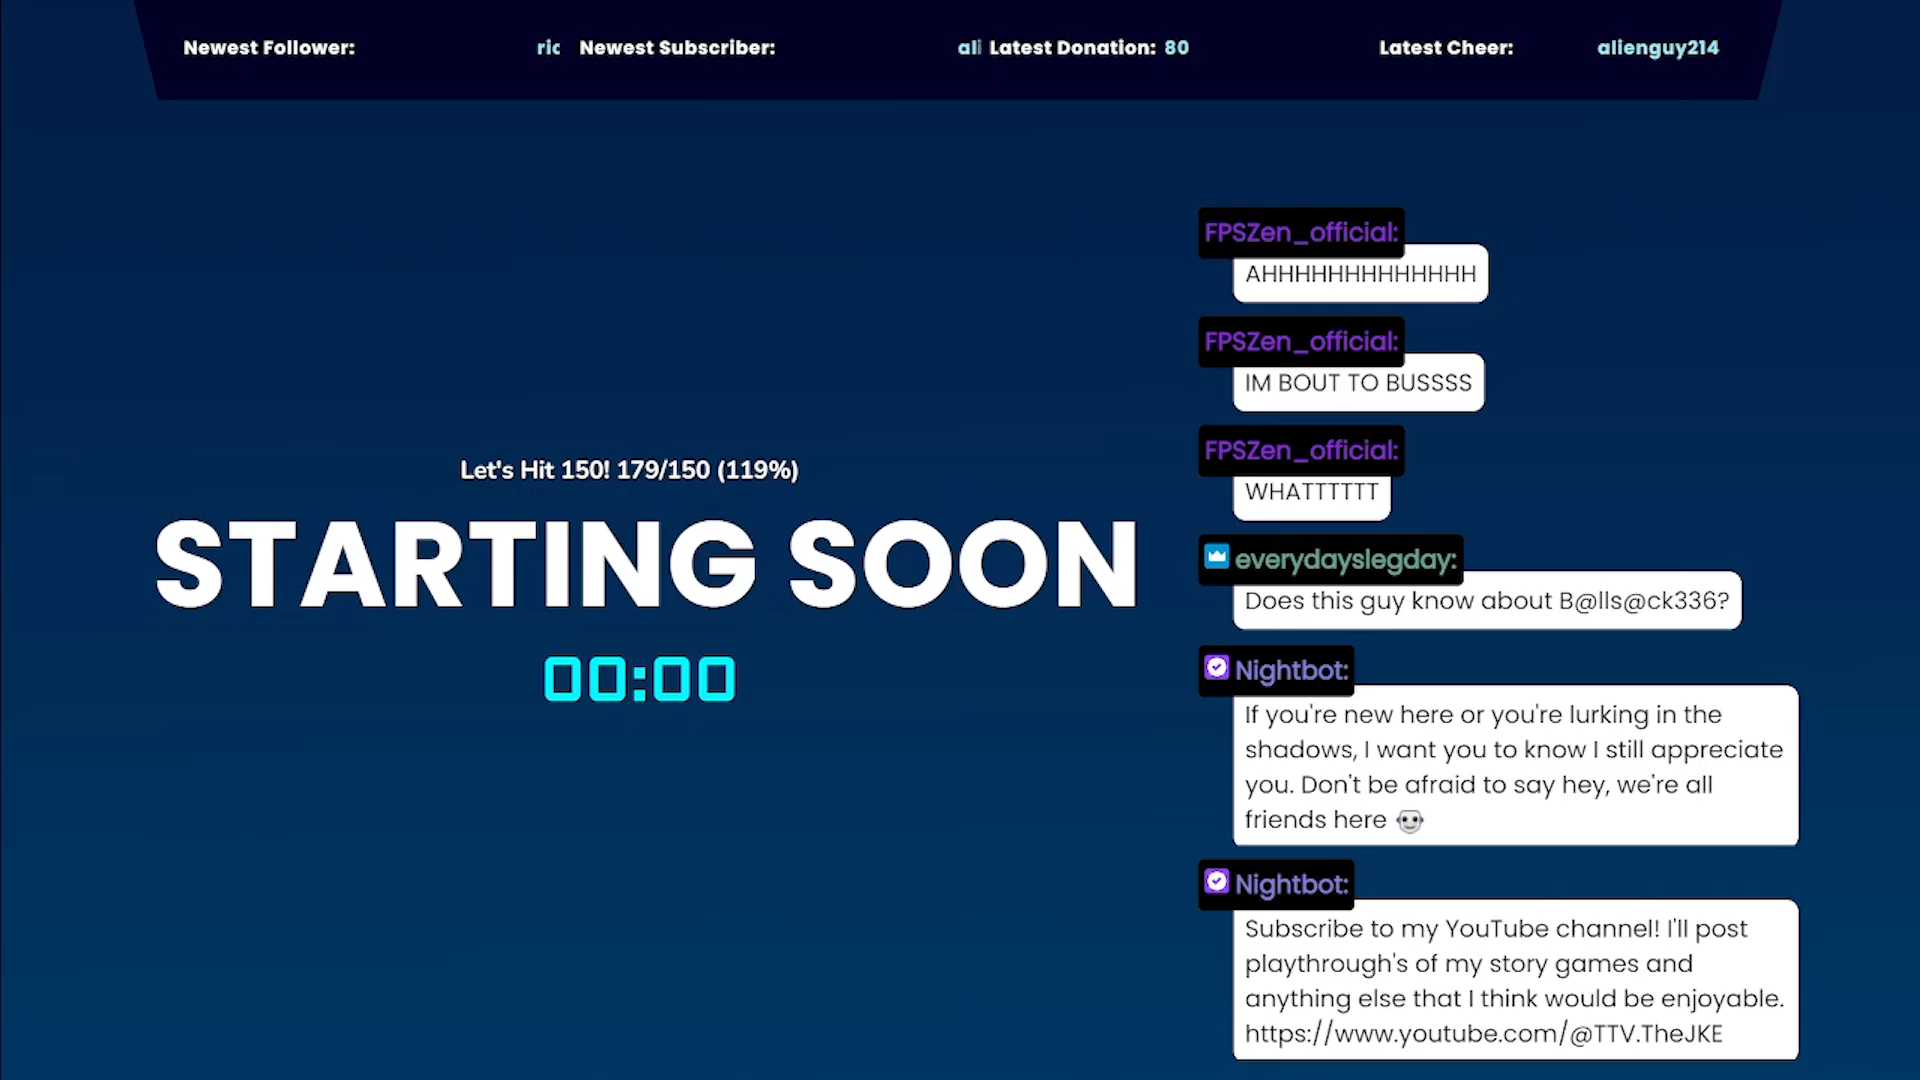 Newest Follower: ric Newest Subscriber: ali Latest Donation: 80 Latest Cheer: alienguy214
Let's Hit 150! 179/150 (119%)
STARTING SOON
00:00
FPSZen_official:
AHHHHHHHHHHHHH
FPSZen_official:
IM BOUT TO BUSSSS
FPSZen_official:
WHATTTTTT
everydayslegday:
Does this guy know about B@lls@ck336?
Nightbot:
If you're new here or you're lurking in the
shadows, I want you to know I still appreciate
you. Don't be afraid to say hey, we're all
friends here
Nightbot:
Subscribe to my YouTube channel! I'll post
playthrough's of my story games and
anything else that I think would be enjoyable.
https://www.youtube.com/@TTV.TheJKE